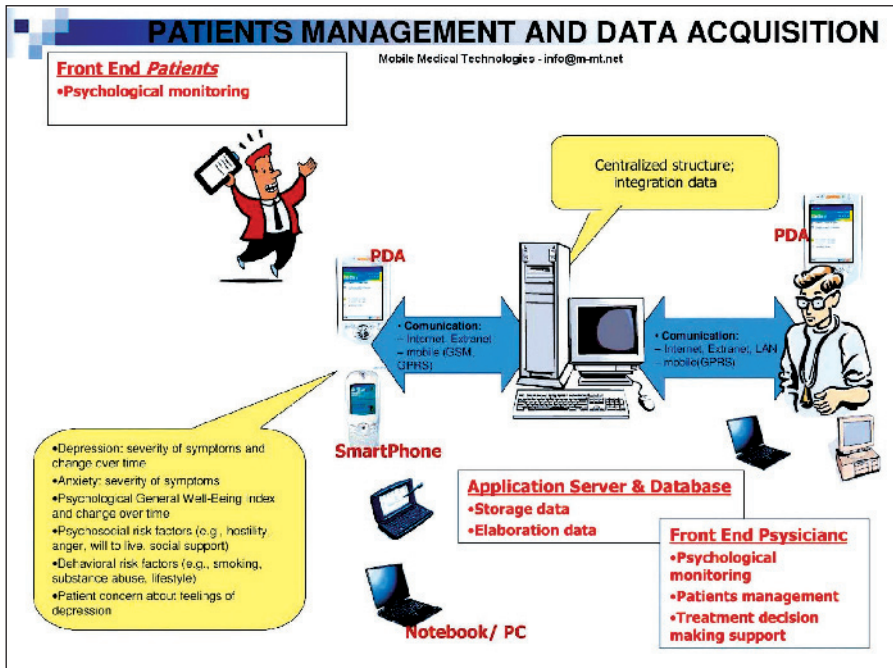 PATIENTS MANAGEMENT AND DATA ACQUISITION
Mobile Medical Technologies - info@m-mt.net
Front End Patients
•Psychological monitoring
Centralized structure;
integration data
PDA
PDA
• Comunication:
– Internet, Extranet
– mobile (GSM,
GPRS)
• Comunication:
– Internet, Extranet, LAN
– mobile(GPRS)
SmartPhone
•Depression: severity of symptoms and
change over time
•Anxiety: severity of symptoms
•Psychological General Well-Being Index
and change over time
•Psychosocial risk factors (e.g., hostility,
anger, will to live, social support)
•Behavioral risk factors (e.g., smoking,
substance abuse, lifestyle)
•Patient concern about feelings of
depression
Notebook/ PC
Application Server & Database
•Storage data
•Elaboration data
Front End Psysicianc
•Psychological
monitoring
•Patients management
•Treatment decision
making support